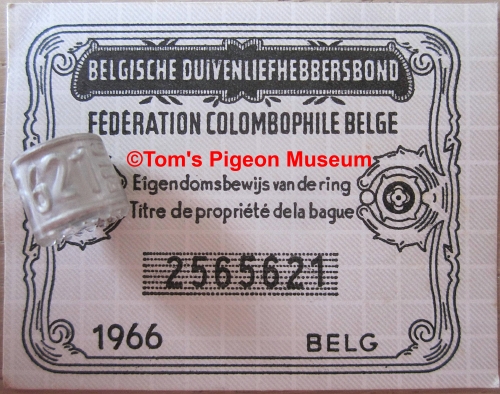 BELGISCHE DUIVENLIEFHEBBERSBOND
FÉDÉRATION COLOMBOPHILE BELGE
©Tom's Pigeon Museum
Eigendomsbewijs van de ring
Titre de propriété de la bague
2565621
1966 BELG
621